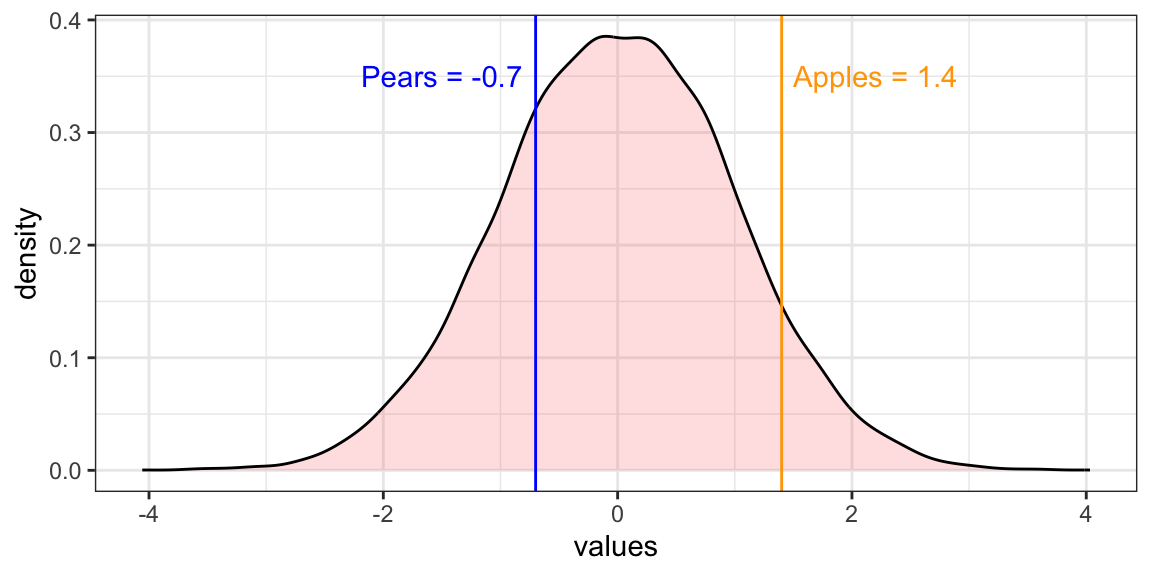 0.4
Pears = -0.7
Apples = 1.4
0.3
density
0.2
0.1
0.0
-4
-2
0
2
4
values